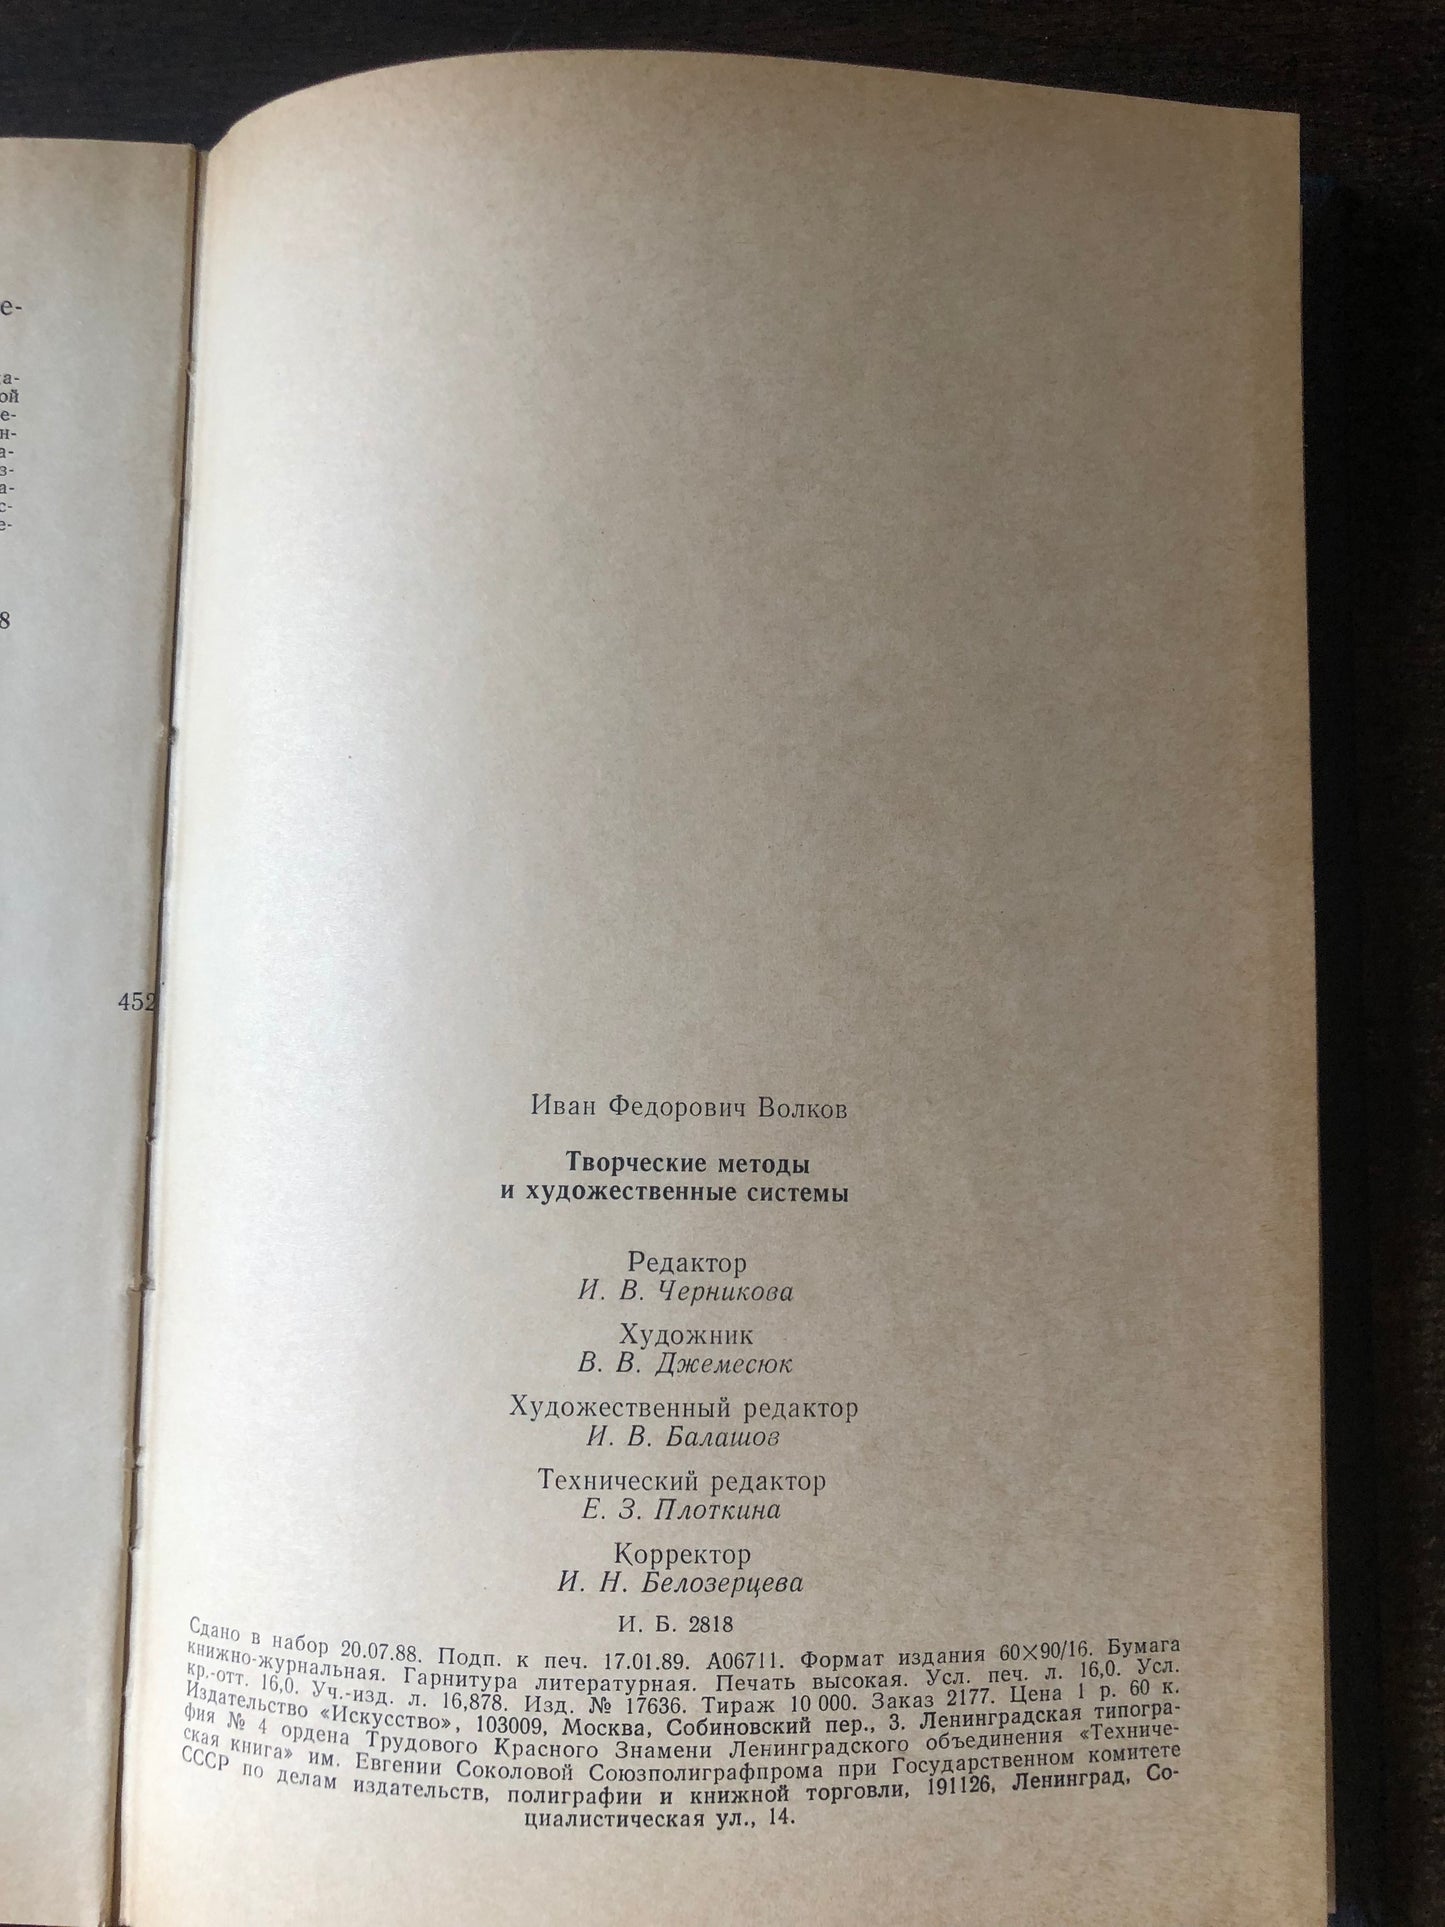 е-
ой
е-
н-
а-
з-
а-
с-
е-
8
452
Иван Федорович Волков
Творческие методы
и художественные системы
Редактор
И. В. Черникова
Художник
В. В. Джемесюк
Художественный редактор
И. В. Балашов
Технический редактор
Е. З. Плоткина
Корректор
И. Н. Белозерцева
И. Б. 2818
Сдано в набор 20.07.88. Подп. к печ. 17.01.89. А06711. Формат издания 60×90/16. Бумага
книжно-журнальная. Гарнитура литературная. Печать высокая. Усл. печ. л. 16,0. Усл.
кр.-отт. 16,0. Уч.-изд. л. 16,878. Изд. № 17636. Тираж 10 000. Заказ 2177. Цена 1 р. 60 к.
Издательство «Искусство», 103009, Москва, Собиновский пер., 3. Ленинградская типогра-
фия № 4 ордена Трудового Красного Знамени Ленинградского объединения «Техниче-
ская книга» им. Евгении Соколовой Союзполиграфпрома при Государственном комитете
СССР по делам издательств, полиграфии и книжной торговли, 191126, Ленинград, Со-
циалистическая ул., 14.